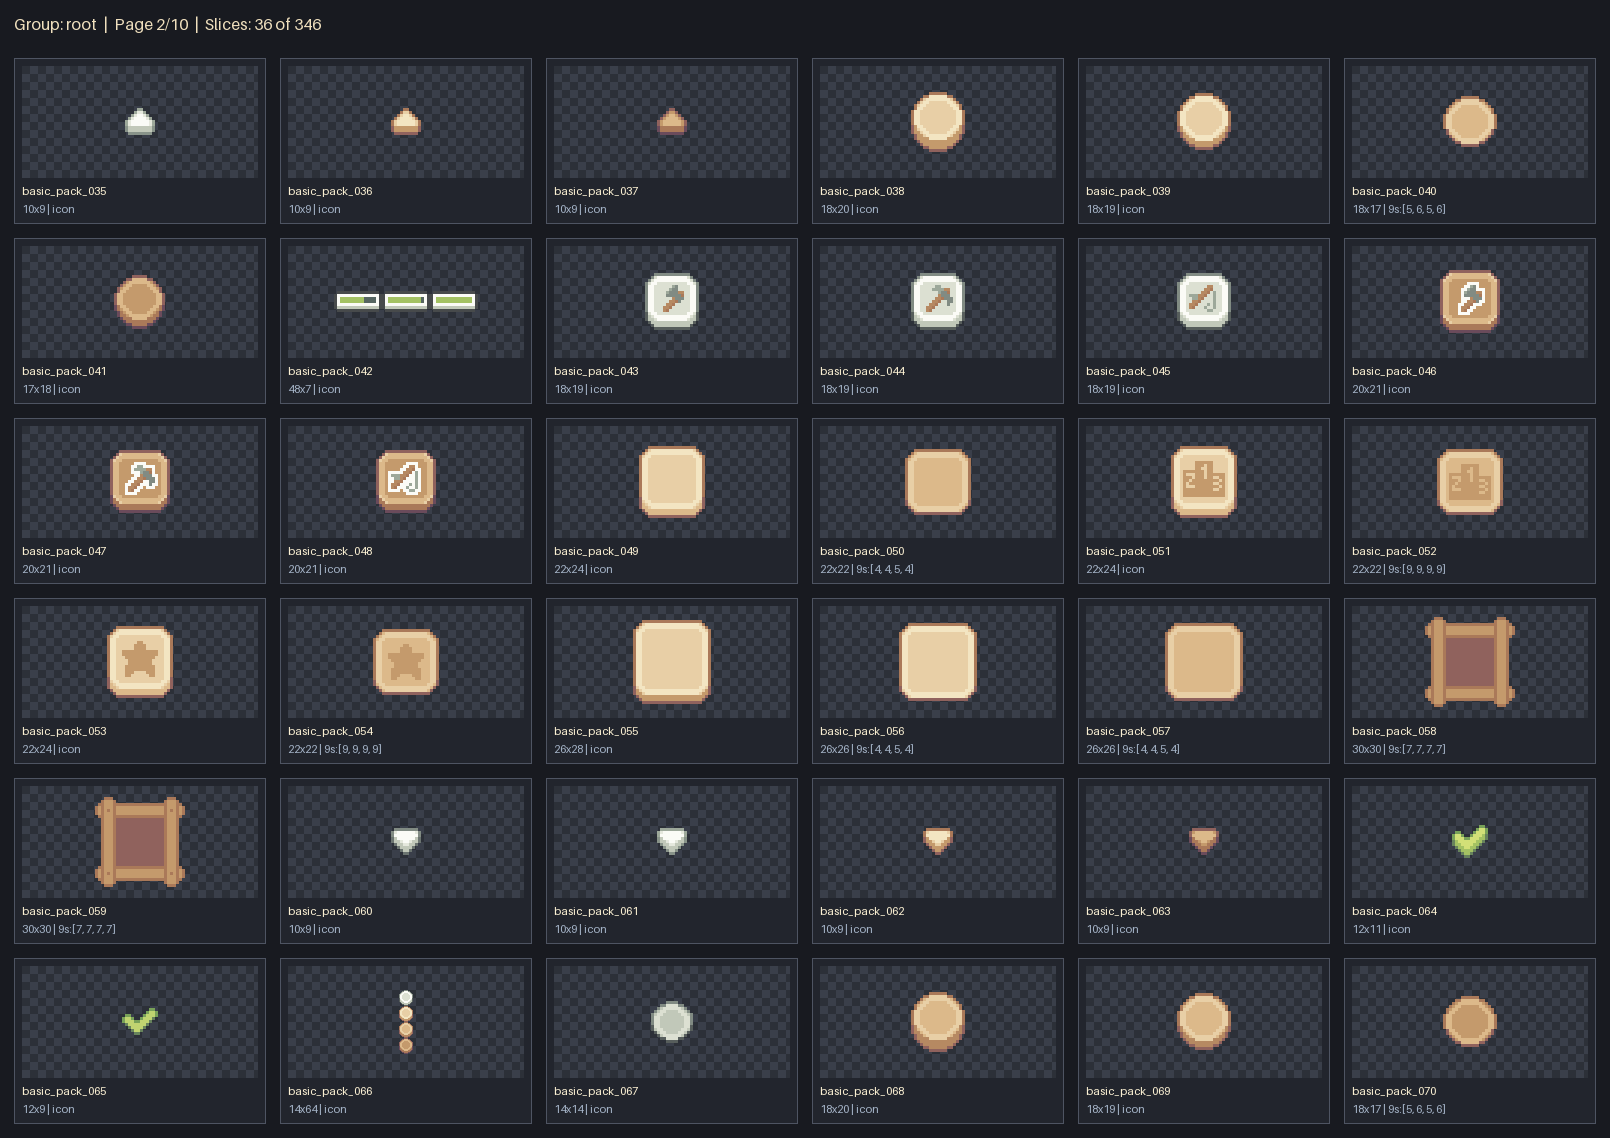 Group: root | Page 2/10 | Slices: 36 of 346
basic_pack_035
10x9 | icon
basic_pack_036
10x9 | icon
basic_pack_037
10x9 | icon
basic_pack_038
18x20 | icon
basic_pack_039
18x19 | icon
basic_pack_040
18x17 | 9s:[5, 6, 5, 6]
basic_pack_041
17x18 | icon
basic_pack_042
48x7 | icon
basic_pack_043
18x19 | icon
basic_pack_044
18x19 | icon
basic_pack_045
18x19 | icon
basic_pack_046
20x21 | icon
basic_pack_047
20x21 | icon
basic_pack_048
20x21 | icon
basic_pack_049
22x24 | icon
basic_pack_050
22x22 | 9s:[4, 4, 5, 4]
1
2 3
basic_pack_051
22x24 | icon
1
2 3
basic_pack_052
22x22 | 9s:[9, 9, 9, 9]
basic_pack_053
22x24 | icon
basic_pack_054
22x22 | 9s:[9, 9, 9, 9]
basic_pack_055
26x28 | icon
basic_pack_056
26x26 | 9s:[4, 4, 5, 4]
basic_pack_057
26x26 | 9s:[4, 4, 5, 4]
basic_pack_058
30x30 | 9s:[7, 7, 7, 7]
basic_pack_059
30x30 | 9s:[7, 7, 7, 7]
basic_pack_060
10x9 | icon
basic_pack_061
10x9 | icon
basic_pack_062
10x9 | icon
basic_pack_063
10x9 | icon
basic_pack_064
12x11 | icon
basic_pack_065
12x9 | icon
basic_pack_066
14x64 | icon
basic_pack_067
14x14 | icon
basic_pack_068
18x20 | icon
basic_pack_069
18x19 | icon
basic_pack_070
18x17 | 9s:[5, 6, 5, 6]